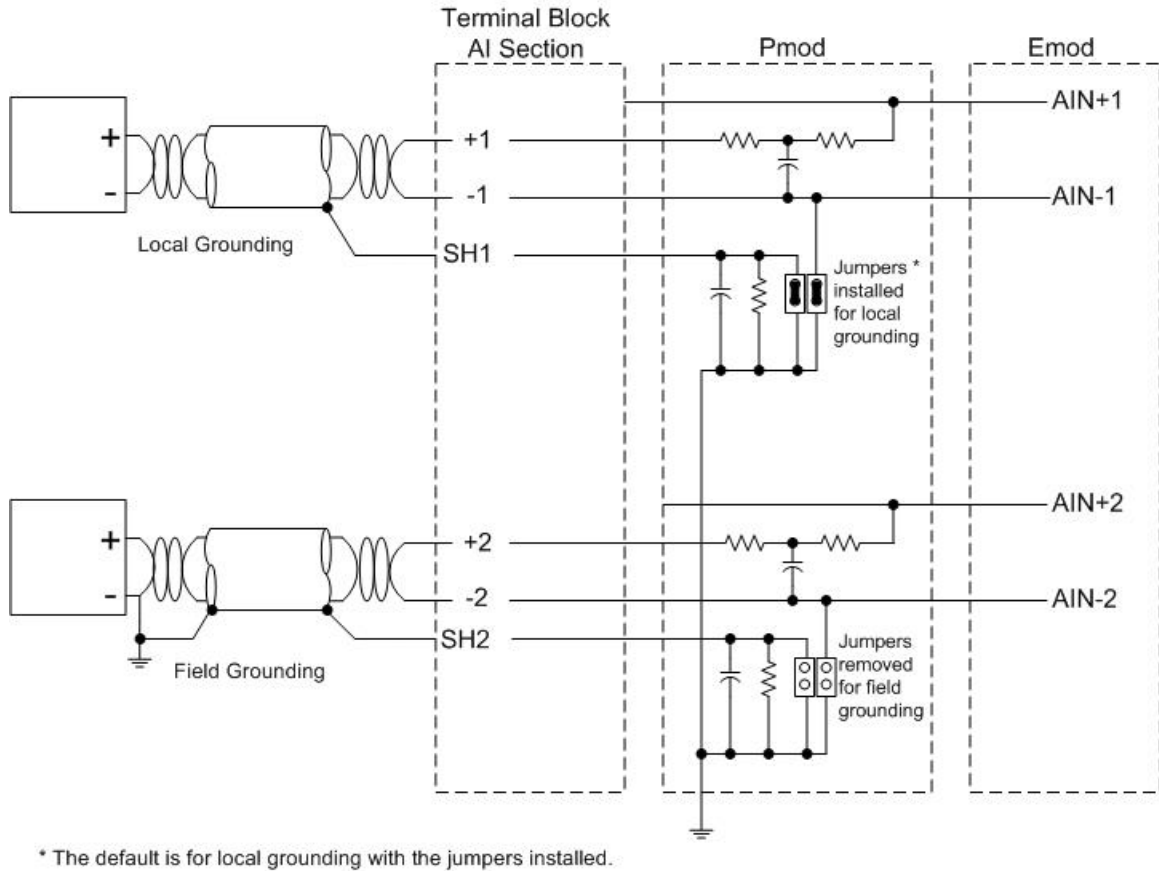 Terminal Block
AI Section
Pmod
Emod
AIN+1
+
+1
-
-1
AIN-1
Local Grounding
SH1
Jumpers *
installed
for local
grounding
AIN+2
+
+2
-
-2
AIN-2
SH2
Field Grounding
Jumpers
removed
for field
grounding
* The default is for local grounding with the jumpers installed.